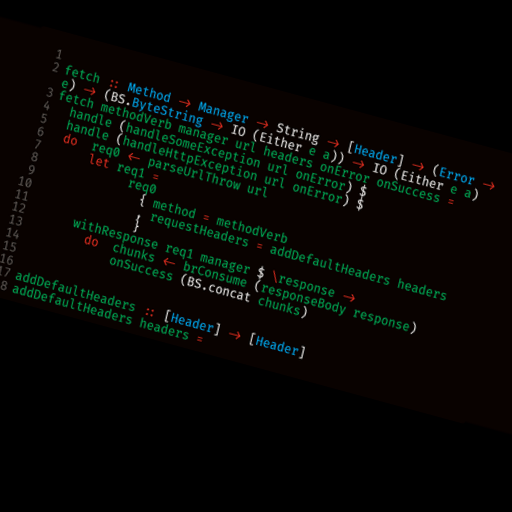 1
2 fetch :: Method → Manager → String → [Header] → (Error →
e) → (BS.ByteString → IO (Either e a)) → IO (Either e a)
3 fetch methodVerb manager url headers onError onSuccess =
4 handle (handleSomeException url onError) $
5 handle (handleHttpException url onError) $
6 do req0 ← parseUrlThrow url
7 let req1 =
8 req0
9 { method = methodVerb
10 , requestHeaders = addDefaultHeaders headers
11 }
12 withResponse req1 manager $ \response →
13 do chunks ← brConsume (responseBody response)
14 onSuccess (BS.concat chunks)
15
16
17 addDefaultHeaders :: [Header] → [Header]
8 addDefaultHeaders headers =